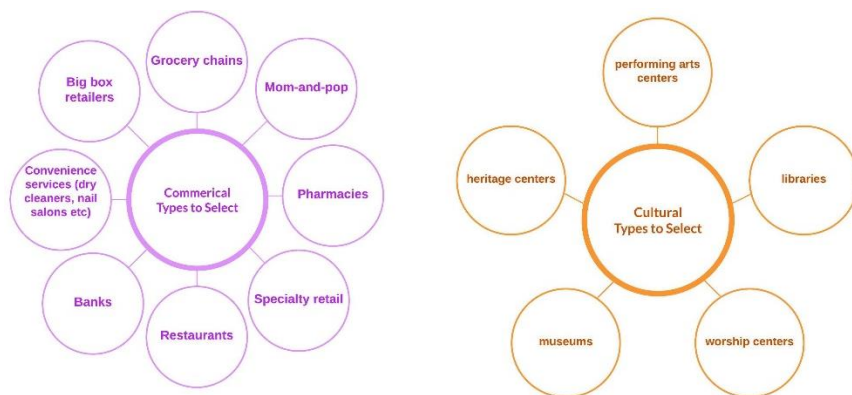 Grocery chains
Mom-and-pop
Pharmacies
Specialty retail
Restaurants
Banks
Convenience
services (dry
cleaners, nail
salons etc)
Big box
retailers
Commerical
Types to Select
performing arts
centers
libraries
worship centers
museums
heritage centers
Cultural
Types to Select